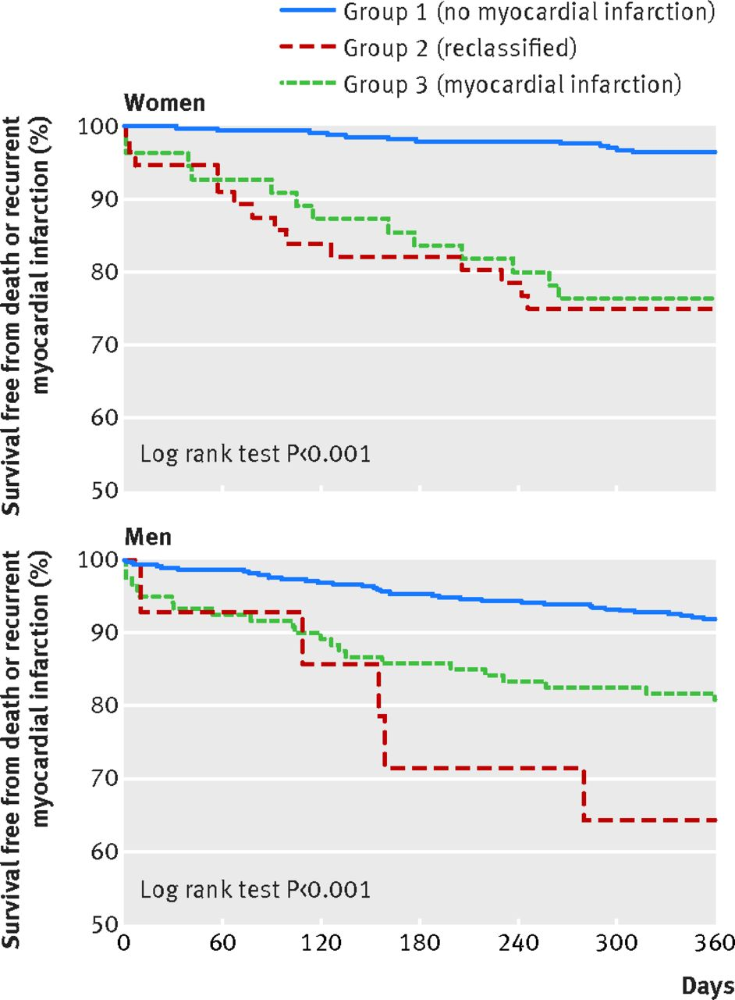 Group 1 (no myocardial infarction)
Group 2 (reclassified)
Group 3 (myocardial infarction)
Women
Survival free from death or recurrent
myocardial infarction (%)
100
90
80
70
60
50
Log rank test P<0.001
Men
Survival free from death or recurrent
myocardial infarction (%)
100
90
80
70
60
50
Log rank test P<0.001
0 60 120 180 240 300 360
Days